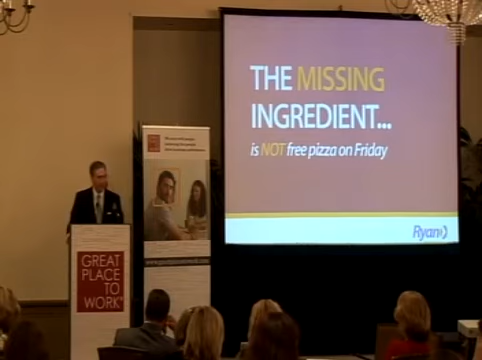 THE MISSING
INGREDIENT...
is NOT free pizza on Friday
Ryan
GREAT
PLACE
TO
WORK®